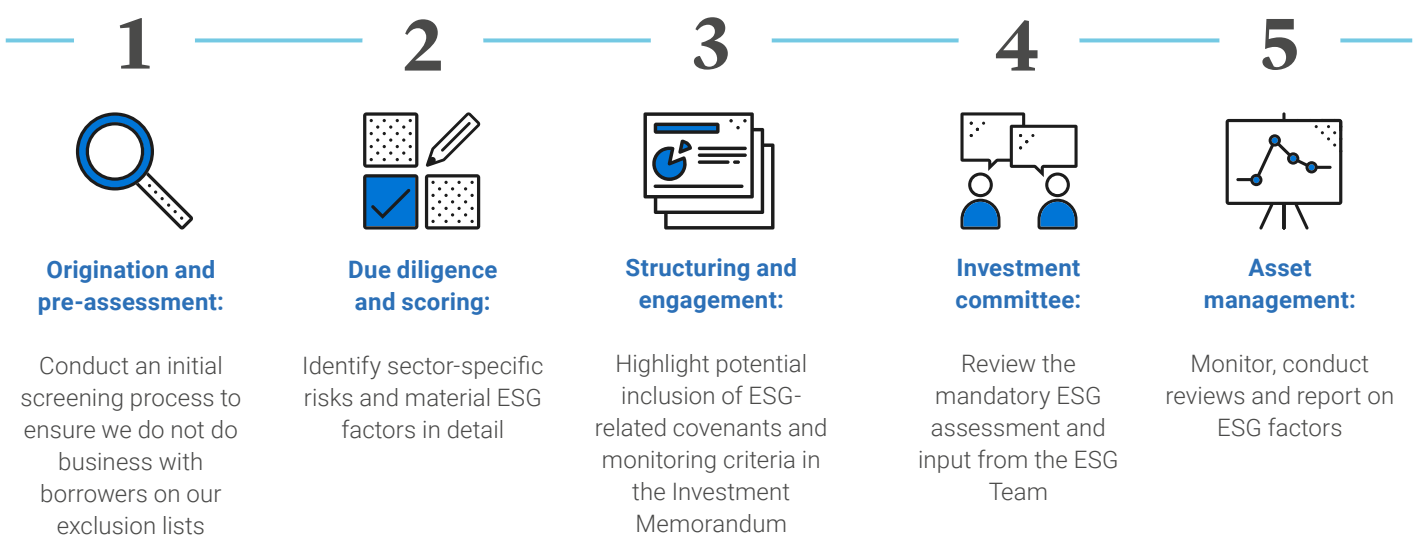 1
Origination and
pre-assessment:
Conduct an initial
screening process to
ensure we do not do
business with
borrowers on our
exclusion lists
2
Due diligence
and scoring:
Identify sector-specific
risks and material ESG
factors in detail
3
Structuring and
engagement:
Highlight potential
inclusion of ESG-
related covenants and
monitoring criteria in
the Investment
Memorandum
4
Investment
committee:
Review the
mandatory ESG
assessment and
input from the ESG
Team
5
Asset
management:
Monitor, conduct
reviews and report on
ESG factors